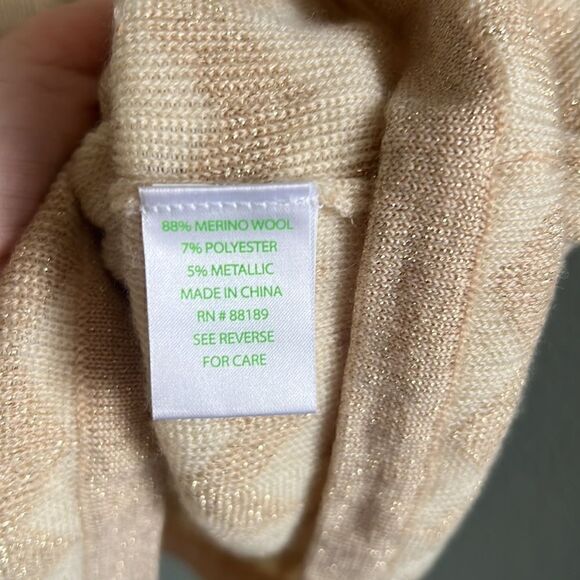 88% MERINO WOOL
7% POLYESTER
5% METALLIC
MADE IN CHINA
RN # 88189
SEE REVERSE
FOR CARE